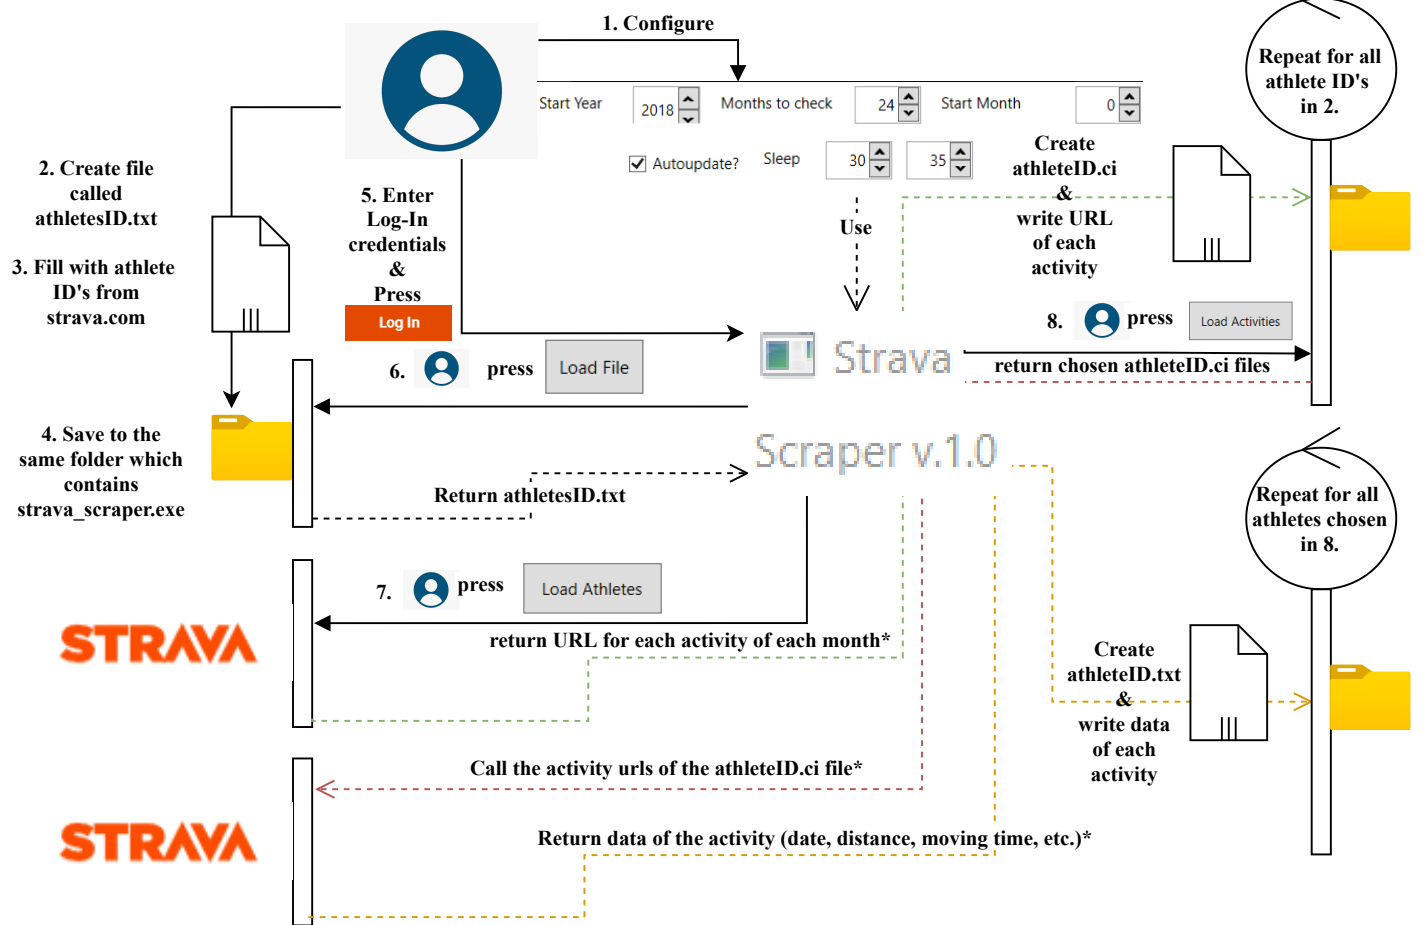 1. Configure
Start Year
2018
Months to check
24
Start Month
0
Autoupdate?
Sleep
30
35
Repeat for all
athlete ID's
in 2.
2. Create file
called
athletesID.txt
3. Fill with athlete
ID's from
strava.com
5. Enter
Log-In
credentials
&
Press
Log In
Use
Create
athleteID.ci
&
write URL
of each
activity
8.
press
Load Activities
return chosen athleteID.ci files
6.
press
Load File
Strava
Scraper v.1.0
4. Save to the
same folder which
contains
strava_scraper.exe
Return athletesID.txt
Repeat for all
athletes chosen
in 8.
7.
press
Load Athletes
STRAVA
return URL for each activity of each month*
Create
athleteID.txt
&
write data
of each
activity
Call the activity urls of the athleteID.ci file*
STRAVA
Return data of the activity (date, distance, moving time, etc.)*